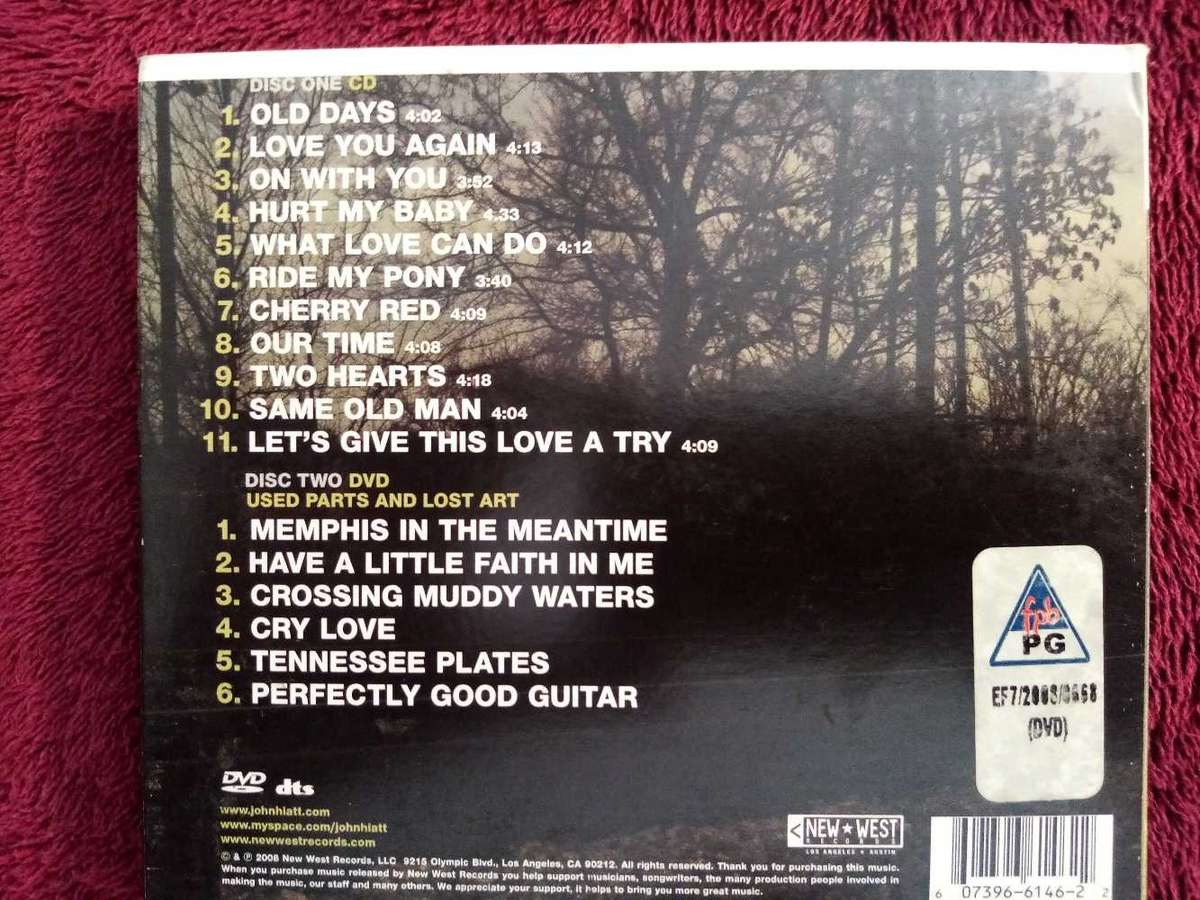 DISC ONE CD
1. OLD DAYS 4:02
2. LOVE YOU AGAIN 4:13
3. ON WITH YOU 3:52
4. HURT MY BABY 4.33
5. WHAT LOVE CAN DO 4:12
6. RIDE MY PONY 3:40
7. CHERRY RED 4:09
8. OUR TIME 4:08
9. TWO HEARTS 4:18
10. SAME OLD MAN 4:04
11. LET'S GIVE THIS LOVE A TRY 4:09
DISC TWO DVD
USED PARTS AND LOST ART
1. MEMPHIS IN THE MEANTIME
2. HAVE A LITTLE FAITH IN ME
3. CROSSING MUDDY WATERS
4. CRY LOVE
5. TENNESSEE PLATES
6. PERFECTLY GOOD GUITAR
fpb
PG
(DVD)
DVD dts
www.johnhiatt.com
www.myspace.com/johnhiatt
www.newwestrecords.com
NEW★WEST
RECORDS
LOS ANGELES ★ AUSTIN
© & ℗ 2008 New West Records, LLC 9215 Olympic Blvd., Los Angeles, CA 90212. All rights reserved. Thank you for purchasing this music.
When you purchase music released by New West Records you help support musicians, songwriters, the many production people involved in
making the music, our staff and many others. We appreciate your support, it helps to bring you more great music.
6 07396-6146-2 2